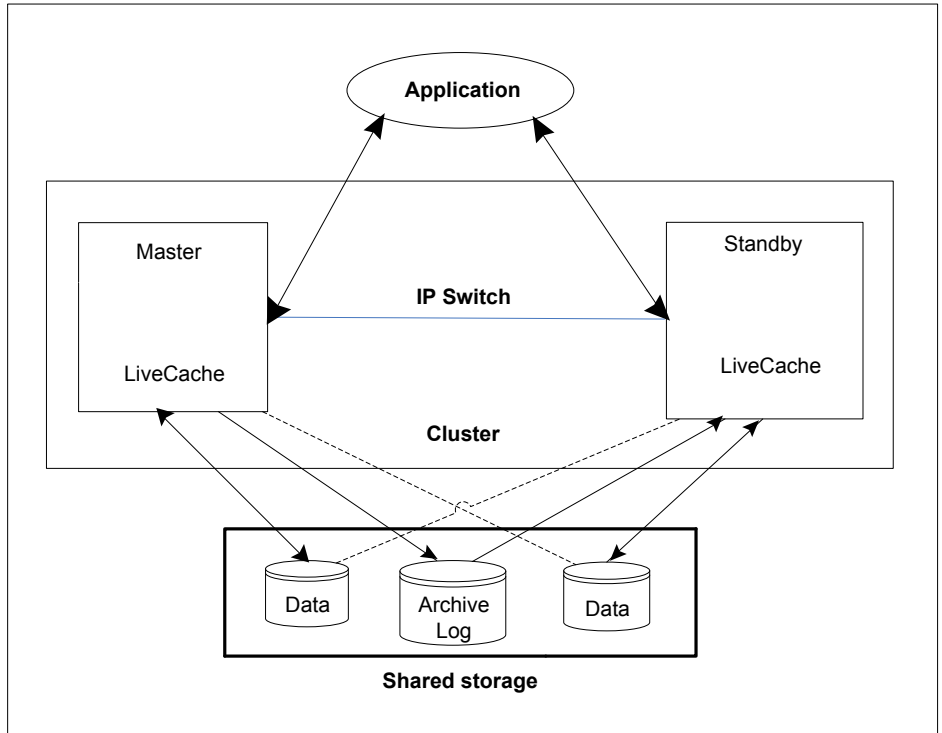 Application
Master
Standby
IP Switch
LiveCache
LiveCache
Cluster
Data
Archive
Log
Data
Shared storage